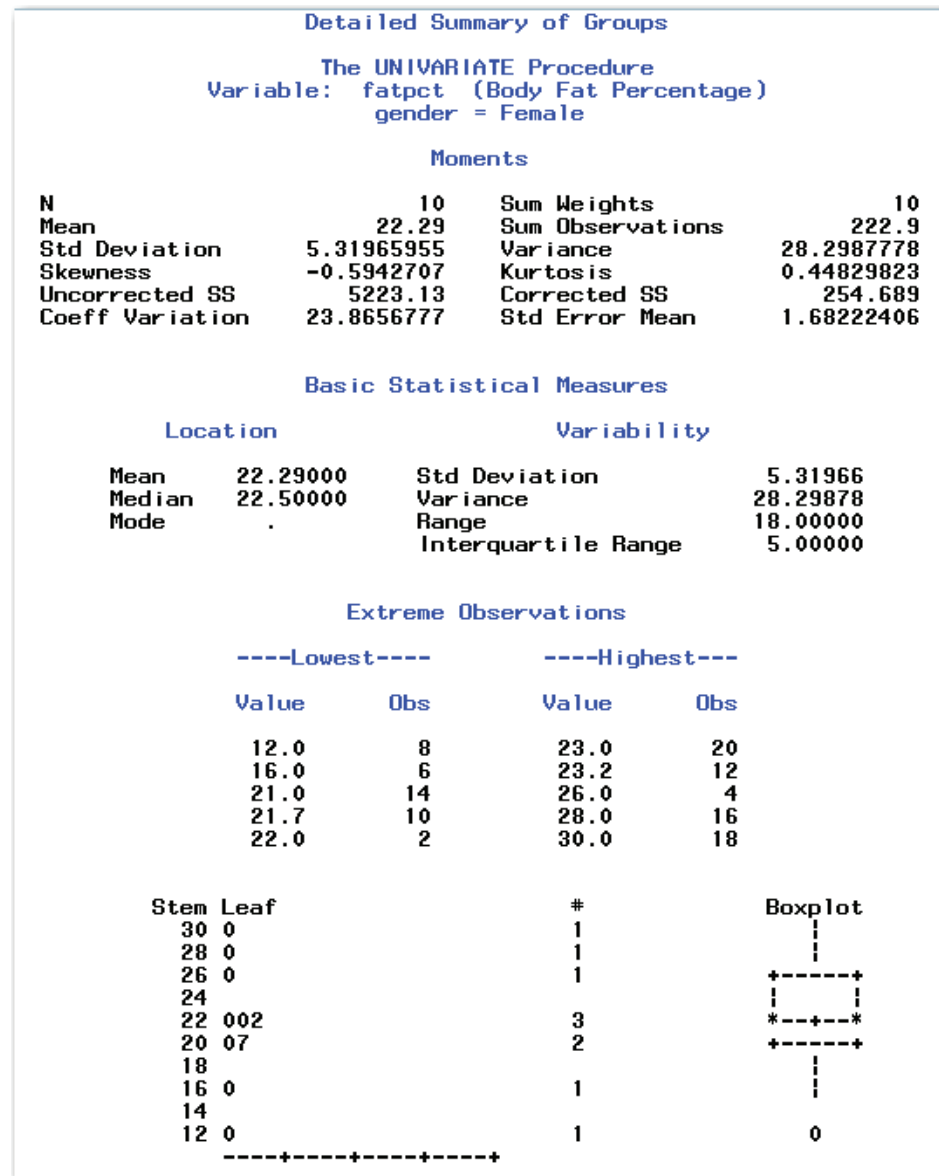 Detailed Summary of Groups
The UNIVARIATE Procedure
Variable: fatpct (Body Fat Percentage)
gender = Female
Moments
N 10 Sum Weights 10
Mean 22.29 Sum Observations 222.9
Std Deviation 5.31965955 Variance 28.2987778
Skewness -0.5942707 Kurtosis 0.44829823
Uncorrected SS 5223.13 Corrected SS 254.689
Coeff Variation 23.8656777 Std Error Mean 1.68222406
Basic Statistical Measures
Location Variability
Mean 22.29000 Std Deviation 5.31966
Median 22.50000 Variance 28.29878
Mode . Range 18.00000
Interquartile Range 5.00000
Extreme Observations
----Lowest---- ----Highest---
Value Obs Value Obs
12.0 8 23.0 20
16.0 6 23.2 12
21.0 14 26.0 4
21.7 10 28.0 16
22.0 2 30.0 18
Stem Leaf # Boxplot
30 0 1 |
28 0 1 |
26 0 1 +-----+
24 | |
22 002 3 *--+--*
20 07 2 +-----+
18 |
16 0 1 |
14
12 0 1 0
----+----+----+----+